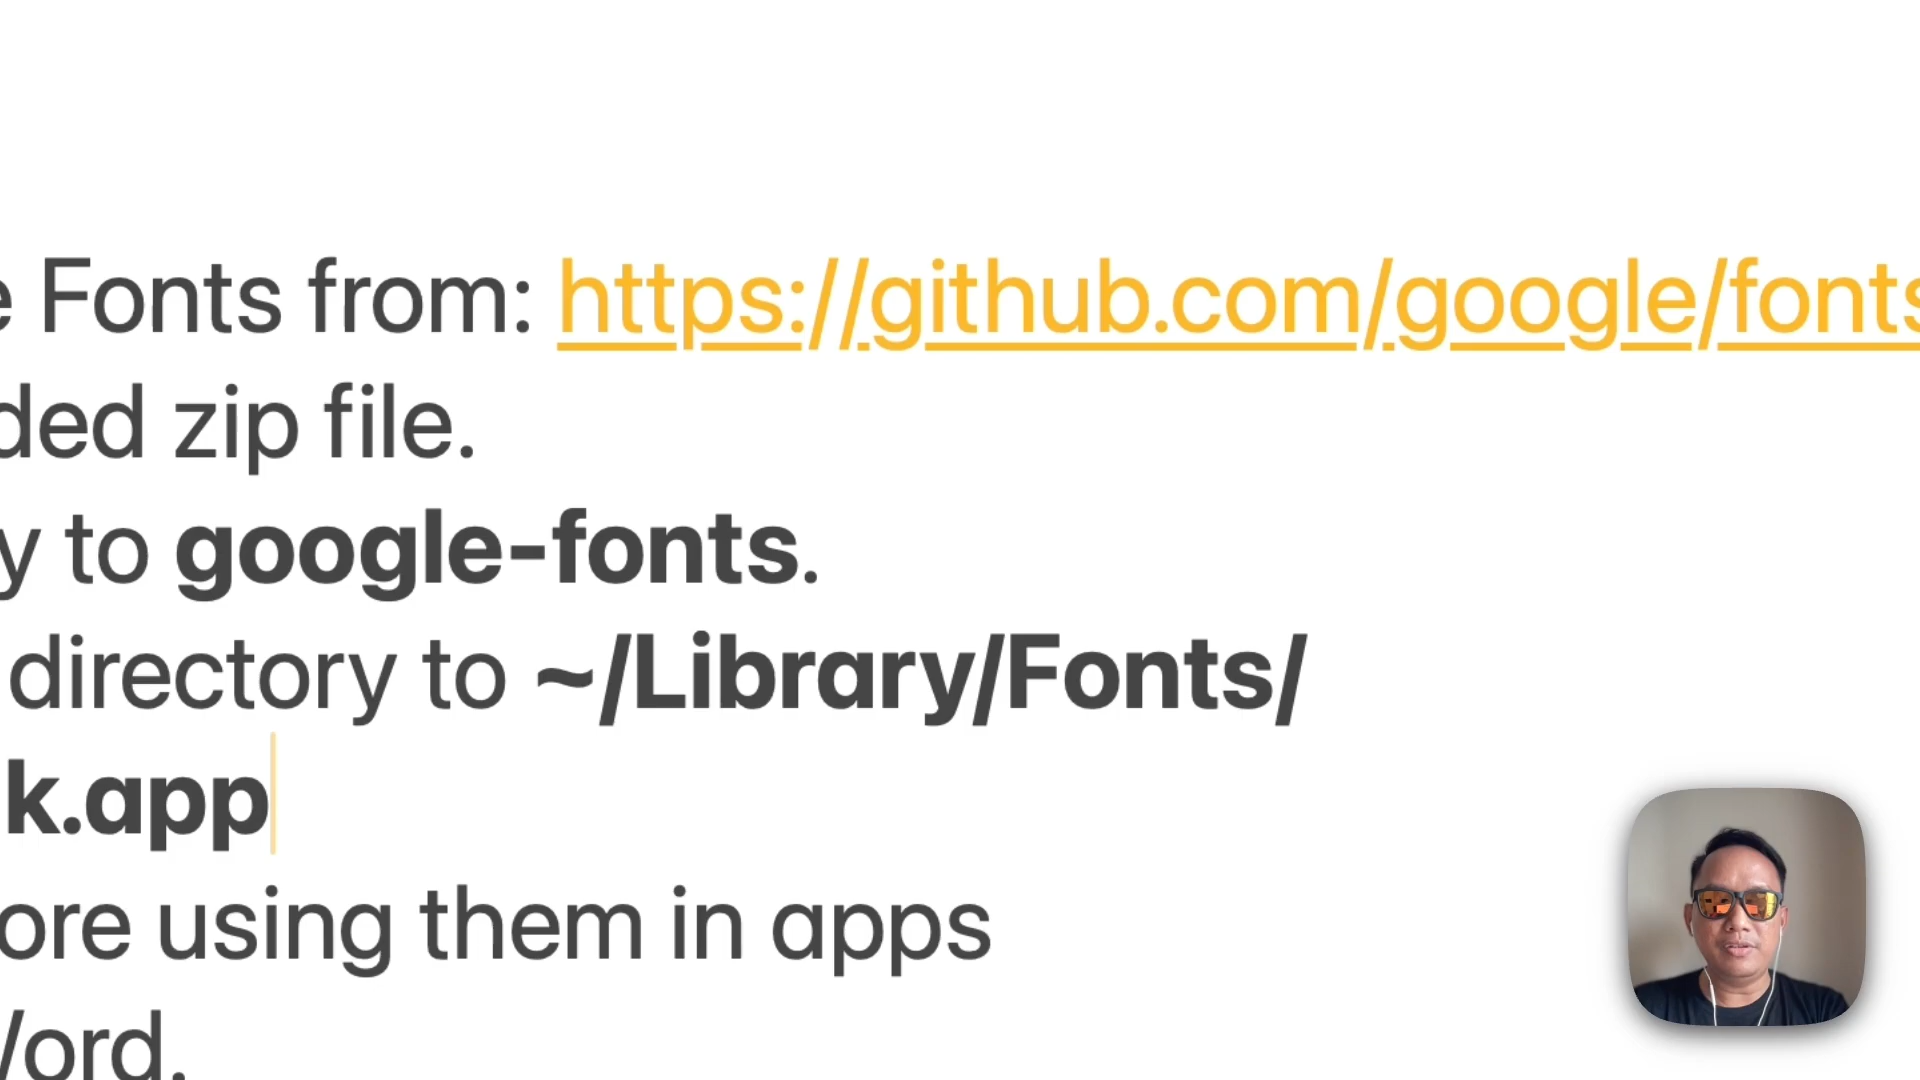 e Fonts from: https://github.com/google/fonts
ded zip file.
y to google-fonts.
directory to ~/Library/Fonts/
k.app
ore using them in apps
Word.